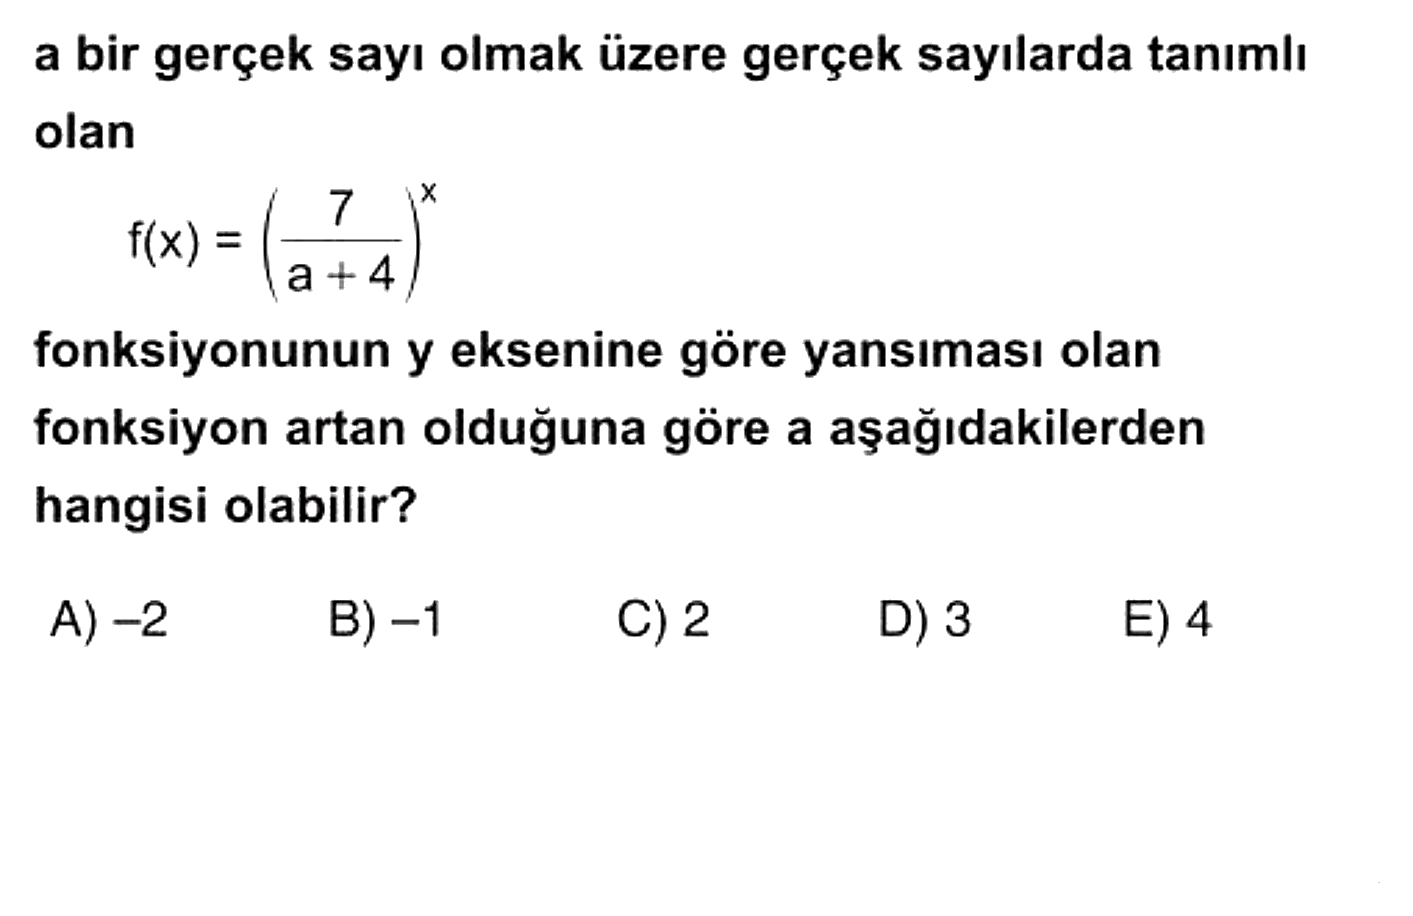 a bir gerçek sayı olmak üzere gerçek sayılarda tanımlı
olan
f(x) = (7/(a + 4))^x
fonksiyonunun y eksenine göre yansıması olan
fonksiyon artan olduğuna göre a aşağıdakilerden
hangisi olabilir?
A) –2 B) –1 C) 2 D) 3 E) 4